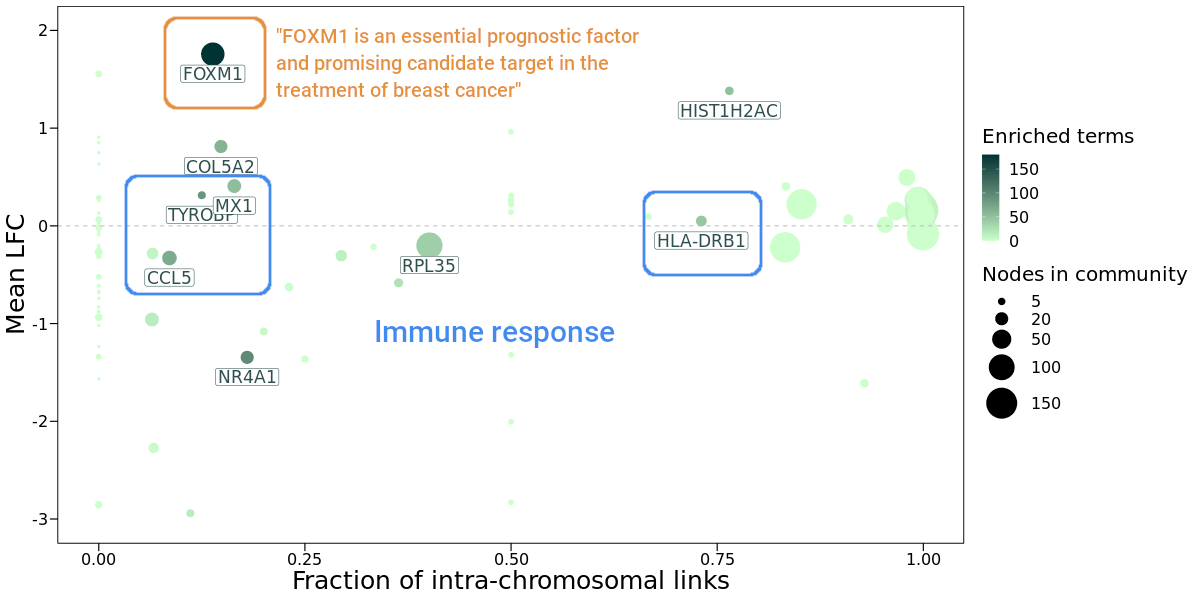 2
1
0
-1
-2
-3
Mean LFC
FOXM1
"FOXM1 is an essential prognostic factor
and promising candidate target in the
treatment of breast cancer"
HIST1H2AC
COL5A2
MX1
TYROBP
CCL5
RPL35
HLA-DRB1
Immune response
NR4A1
0.00 0.25 0.50 0.75 1.00
Fraction of intra-chromosomal links
Enriched terms
150
100
50
0
Nodes in community
5
20
50
100
150